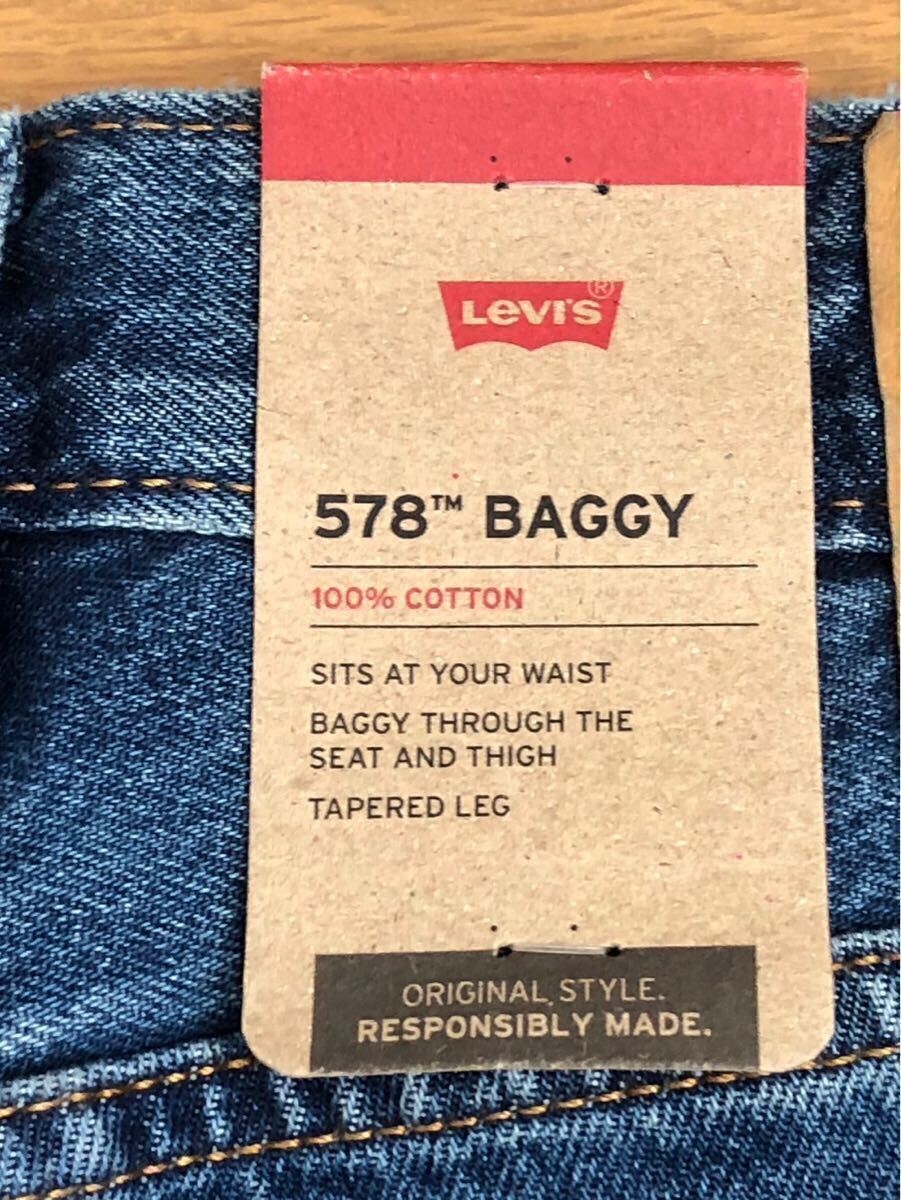 Levi's®
578™ BAGGY
100% COTTON
SITS AT YOUR WAIST
BAGGY THROUGH THE
SEAT AND THIGH
TAPERED LEG
ORIGINAL STYLE.
RESPONSIBLY MADE.